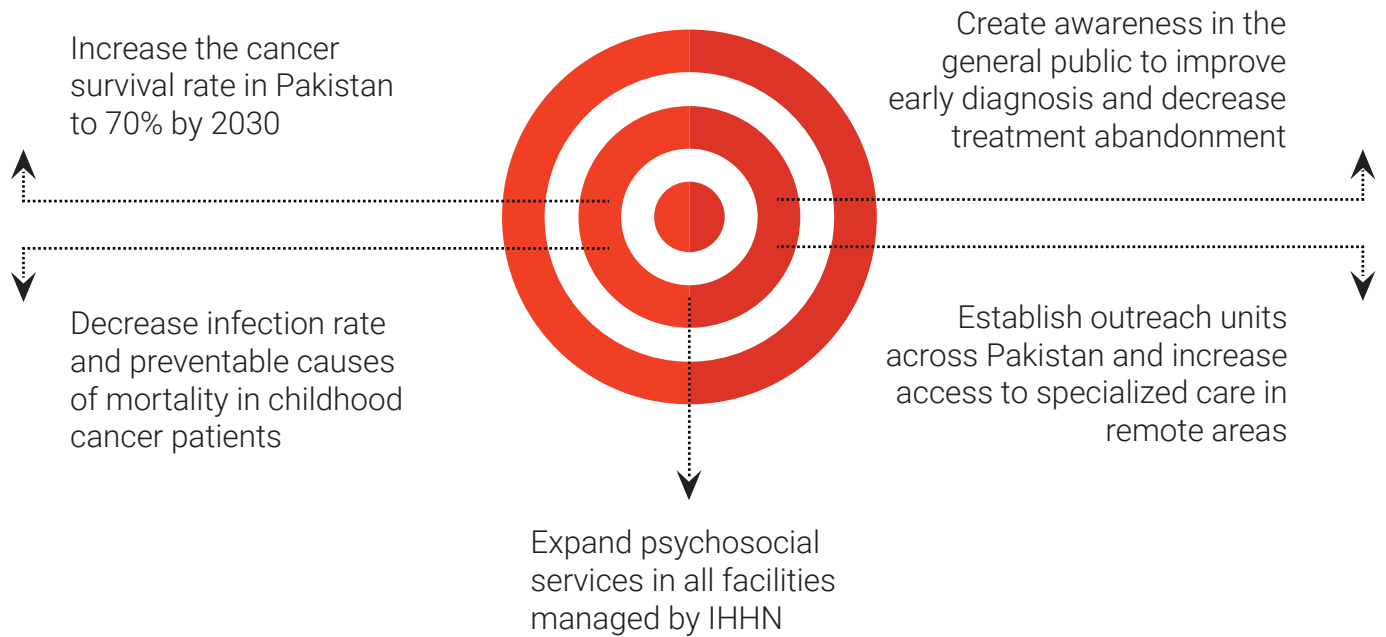 Increase the cancer
survival rate in Pakistan
to 70% by 2030
Create awareness in the
general public to improve
early diagnosis and decrease
treatment abandonment
Decrease infection rate
and preventable causes
of mortality in childhood
cancer patients
Establish outreach units
across Pakistan and increase
access to specialized care in
remote areas
Expand psychosocial
services in all facilities
managed by IHHN